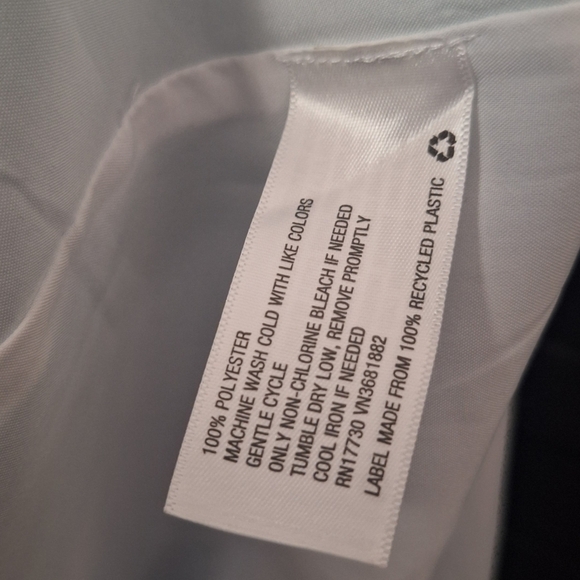 100% POLYESTER
MACHINE WASH COLD WITH LIKE COLORS
GENTLE CYCLE
ONLY NON-CHLORINE BLEACH IF NEEDED
TUMBLE DRY LOW, REMOVE PROMPTLY
COOL IRON IF NEEDED
RN17730 VN3681882
LABEL MADE FROM 100% RECYCLED PLASTIC